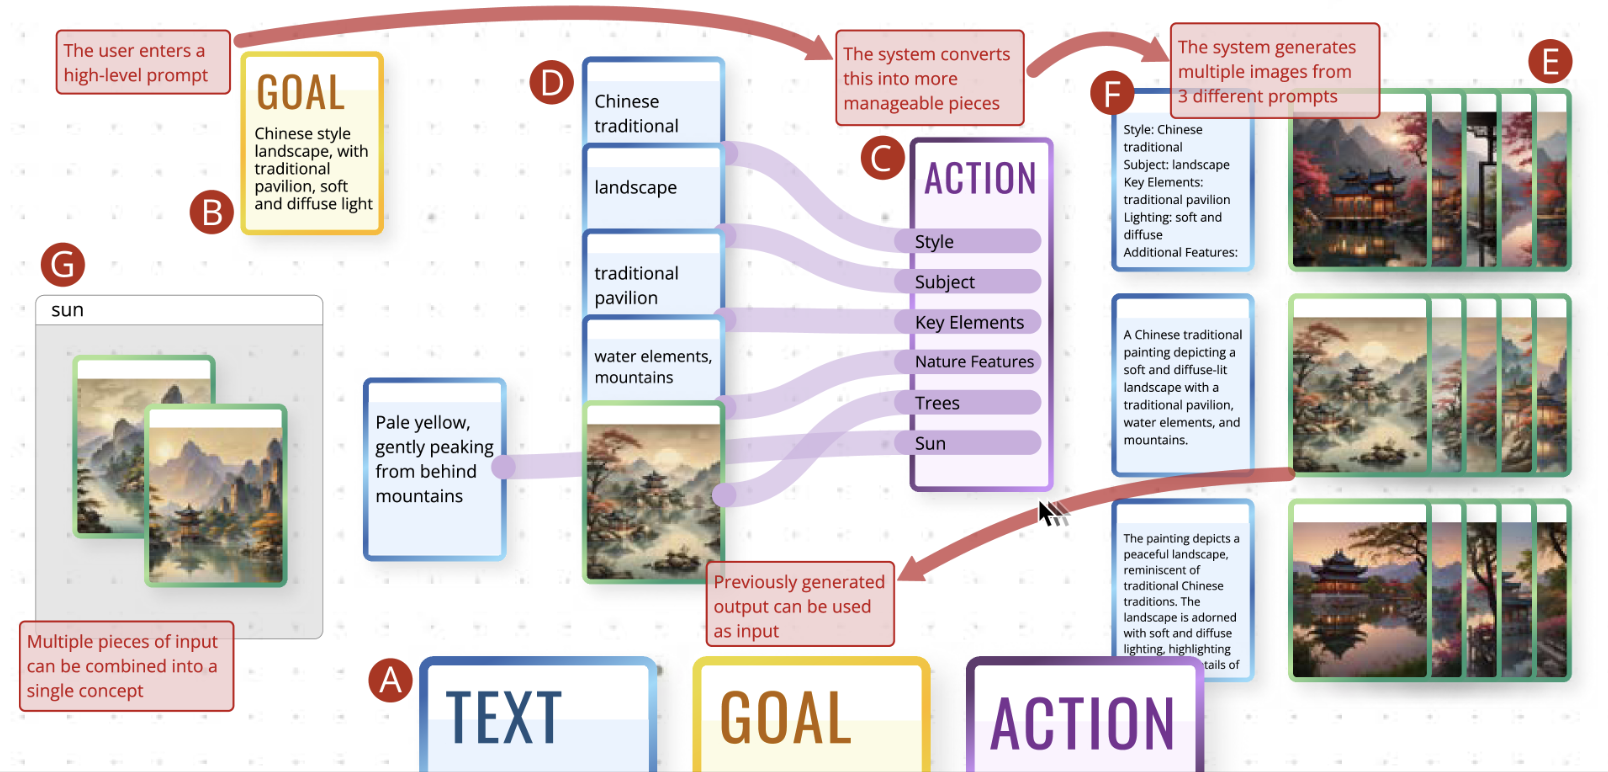 The user enters a
high-level prompt
GOAL
Chinese style
landscape, with
traditional
pavilion, soft
and diffuse light
B
D
Chinese
traditional
landscape
traditional
pavilion
water elements,
mountains
The system converts
this into more
manageable pieces
C
ACTION
Style
Subject
Key Elements
Nature Features
Trees
Sun
The system generates
multiple images from
3 different prompts
E
F
Style: Chinese
traditional
Subject: landscape
Key Elements:
traditional pavilion
Lighting: soft and
diffuse
Additional Features:
A Chinese traditional
painting depicting a
soft and diffuse-lit
landscape with a
traditional pavilion,
water elements, and
mountains.
The painting depicts a
peaceful landscape,
reminiscent of
traditional Chinese
traditions. The
landscape is adorned
with soft and diffuse
lighting, highlighting
tails of
G
sun
Multiple pieces of input
can be combined into a
single concept
Pale yellow,
gently peaking
from behind
mountains
Previously generated
output can be used
as input
A
TEXT
GOAL
ACTION